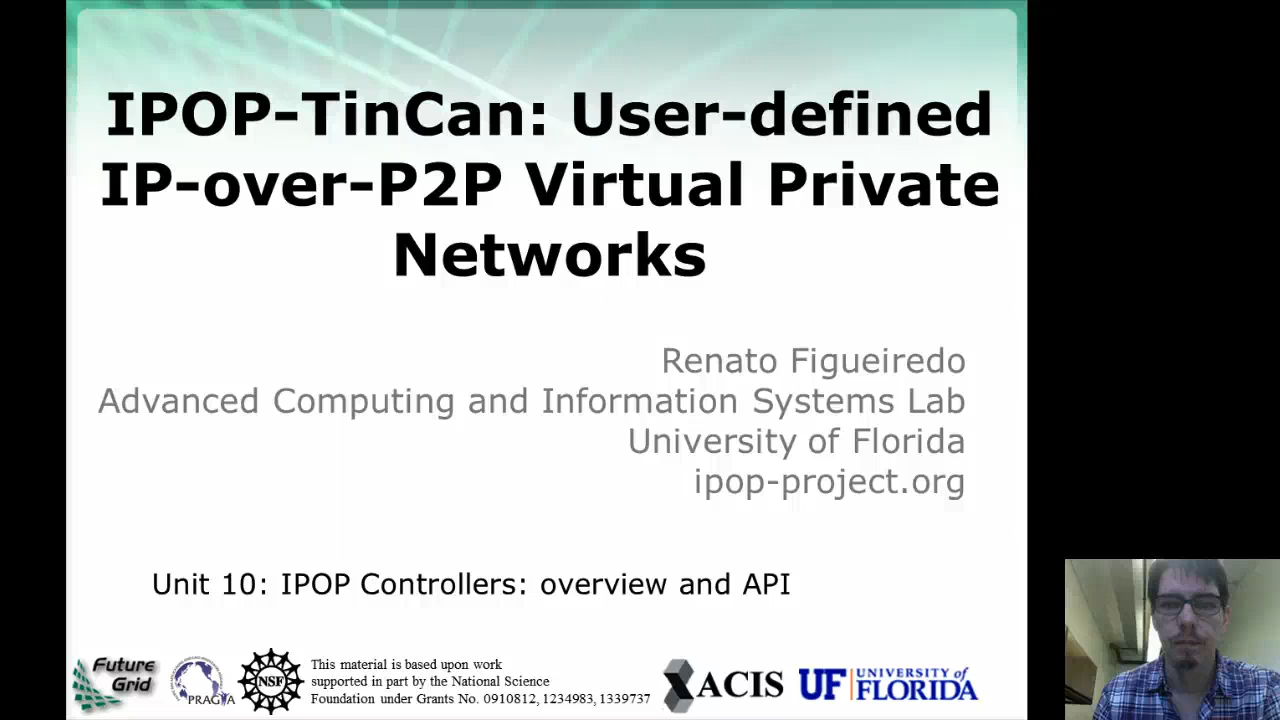 IPOP-TinCan: User-defined
IP-over-P2P Virtual Private
Networks
Renato Figueiredo
Advanced Computing and Information Systems Lab
University of Florida
ipop-project.org
Unit 10: IPOP Controllers: overview and API
Future
Grid
PRAGMA
NSF
This material is based upon work
supported in part by the National Science
Foundation under Grants No. 0910812, 1234983, 1339737
ACIS
UF UNIVERSITY of
FLORIDA